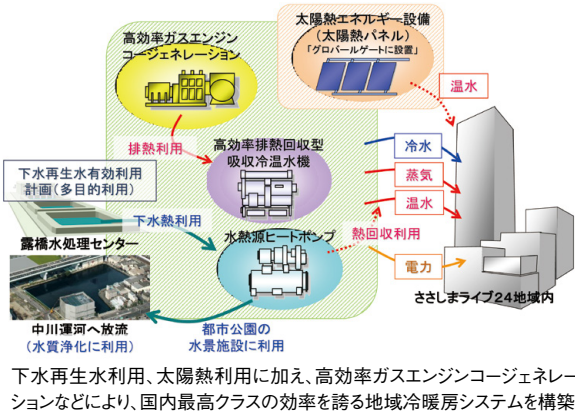 高効率ガスエンジン
コージェネレーション
太陽熱エネルギー設備
(太陽熱パネル)
「グロバールゲートに設置」
温水
排熱利用
高効率排熱回収型
吸収冷温水機
冷水
蒸気
温水
下水再生水有効利用
計画(多目的利用)
下水熱利用
水熱源ヒートポンプ
熱回収利用
露橋水処理センター
電力
ささしまライブ24地域内
中川運河へ放流
(水質浄化に利用)
都市公園の
水景施設に利用
下水再生水利用、太陽熱利用に加え、高効率ガスエンジンコージェネレー
ションなどにより、国内最高クラスの効率を誇る地域冷暖房システムを構築